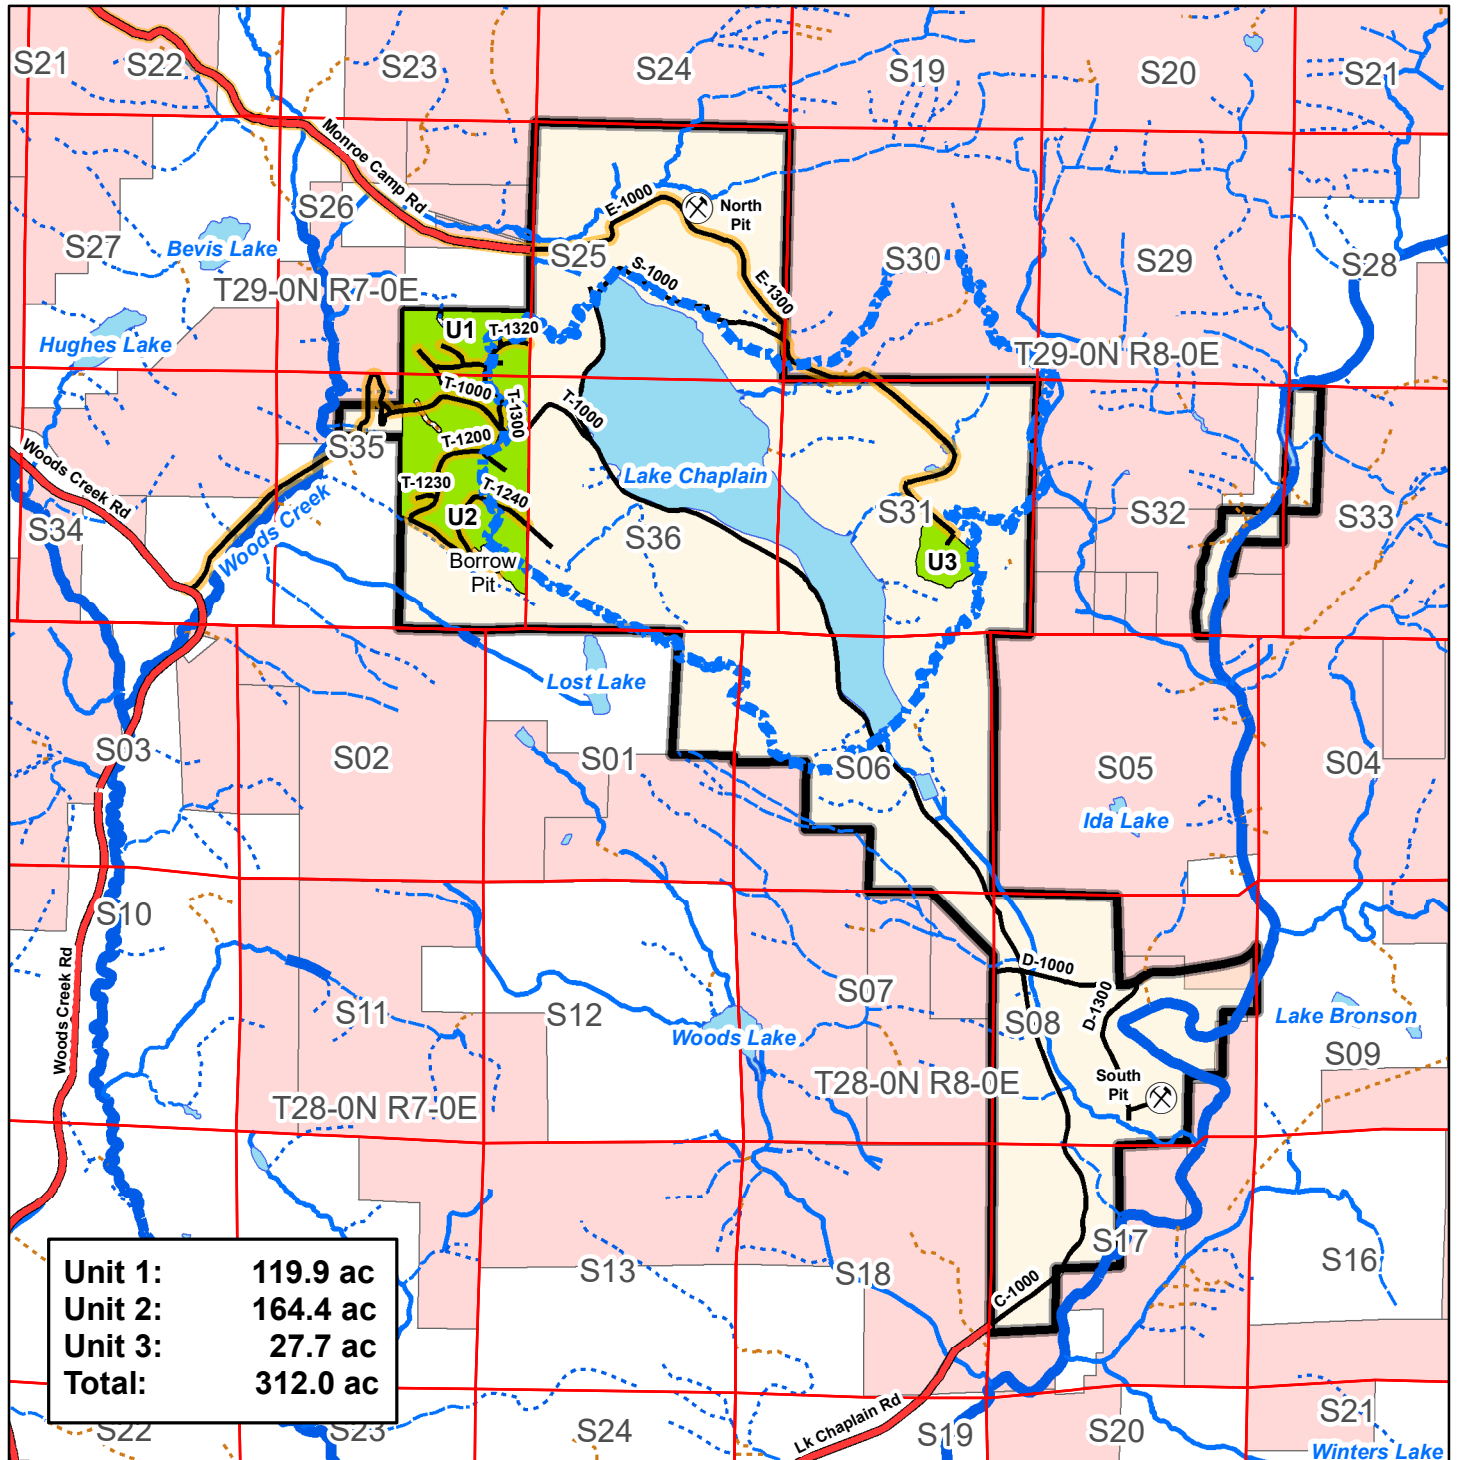 S21
S22
S23
S24
S19
S20
S21
Monroe Camp Rd
S26
E-1000
North
Pit
S27
Bevis Lake
S25
S30
S29
S28
S-1000
E-1300
T29-0N R7-0E
U1
T-1320
Hughes Lake
T29-0N R8-0E
T-1000
T-1300
T-1000
S35
T-1200
Woods Creek Rd
Lake Chaplain
T-1230
T-1240
S34
Woods Creek
U2
S36
S31
S32
S33
Borrow
Pit
U3
Lost Lake
S03
S02
S01
S06
S05
S04
Ida Lake
S10
D-1000
S07
D-1300
S11
S12
S08
Lake Bronson
Woods Creek Rd
Woods Lake
S09
South
Pit
T28-0N R8-0E
T28-0N R7-0E
S17
S13
S18
S16
C-1000
Unit 1: 119.9 ac
Unit 2: 164.4 ac
Unit 3: 27.7 ac
Total: 312.0 ac
Lk Chaplain Rd
S22
S23
S24
S19
S20
S21
Winters Lake